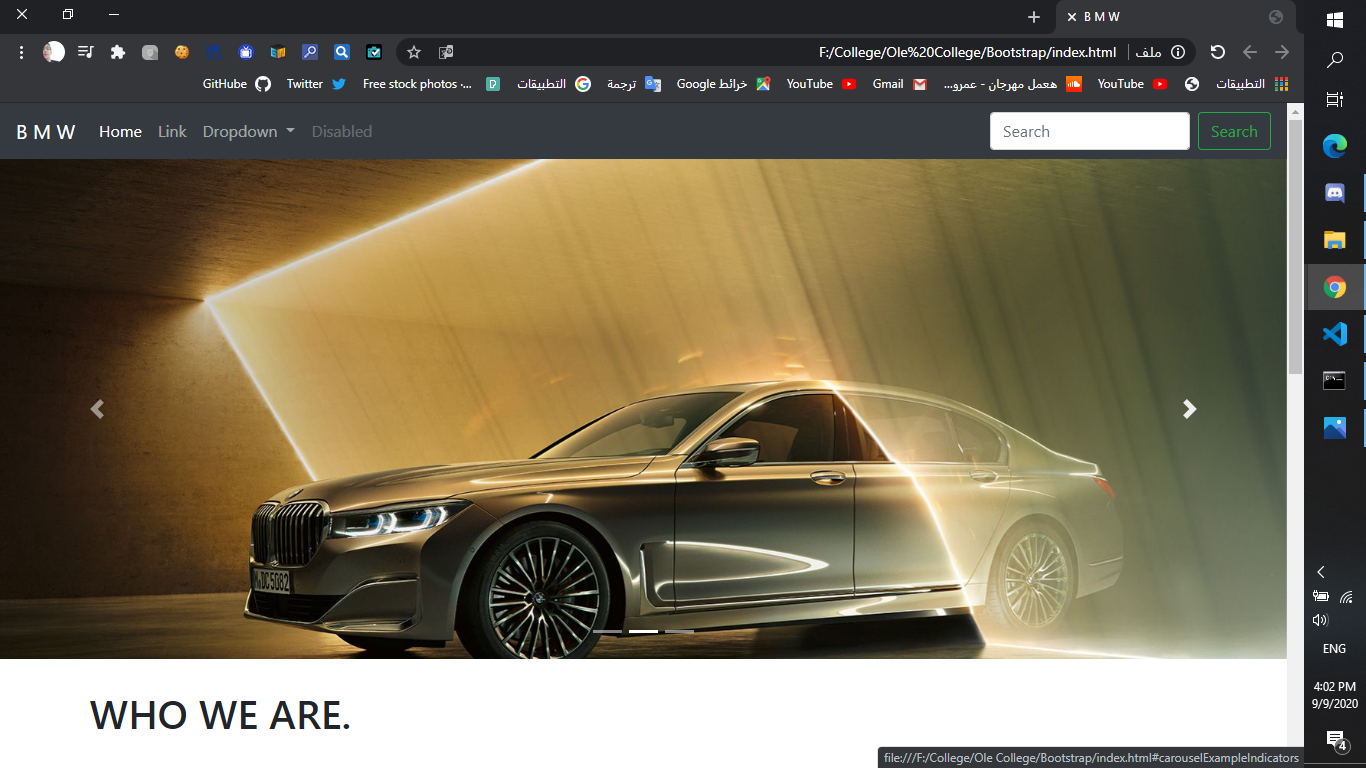 B M W
F:/College/Ole%20College/Bootstrap/index.html ملف
GitHube Twitter Free stock photos ·... التطبيقات ترجمة خرائط Google YouTube Gmail هعمل مهرجان - عمرو... YouTube التطبيقات
B M W Home Link Dropdown Disabled Search Search
DC5082
WHO WE ARE.
file:///F:/College/Ole College/Bootstrap/index.html#carouselExampleIndicators
ENG
4:02 PM
9/9/2020
4